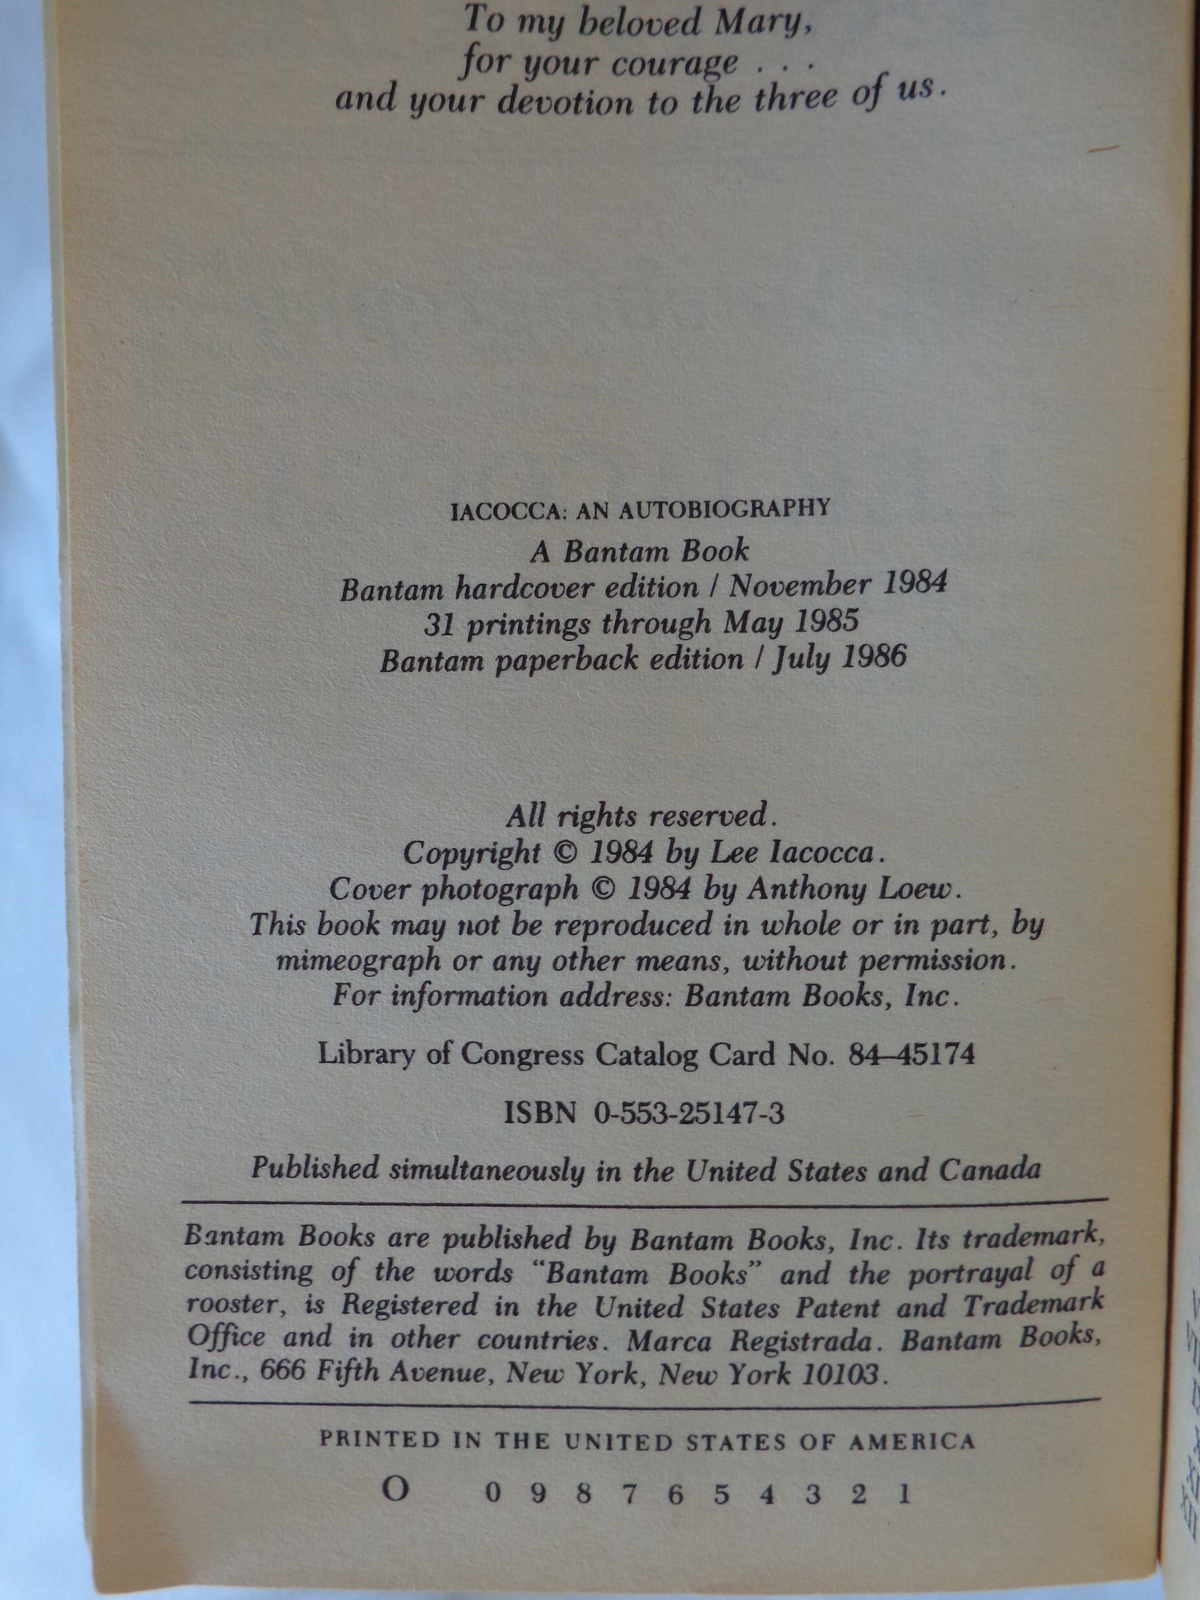 To my beloved Mary,
for your courage . . .
and your devotion to the three of us.
IACOCCA: AN AUTOBIOGRAPHY
A Bantam Book
Bantam hardcover edition / November 1984
31 printings through May 1985
Bantam paperback edition / July 1986
All rights reserved.
Copyright © 1984 by Lee Iacocca.
Cover photograph © 1984 by Anthony Loew.
This book may not be reproduced in whole or in part, by
mimeograph or any other means, without permission.
For information address: Bantam Books, Inc.
Library of Congress Catalog Card No. 84–45174
ISBN 0-553-25147-3
Published simultaneously in the United States and Canada
Bantam Books are published by Bantam Books, Inc. Its trademark,
consisting of the words “Bantam Books” and the portrayal of a
rooster, is Registered in the United States Patent and Trademark
Office and in other countries. Marca Registrada. Bantam Books,
Inc., 666 Fifth Avenue, New York, New York 10103.
PRINTED IN THE UNITED STATES OF AMERICA
O 0 9 8 7 6 5 4 3 2 1